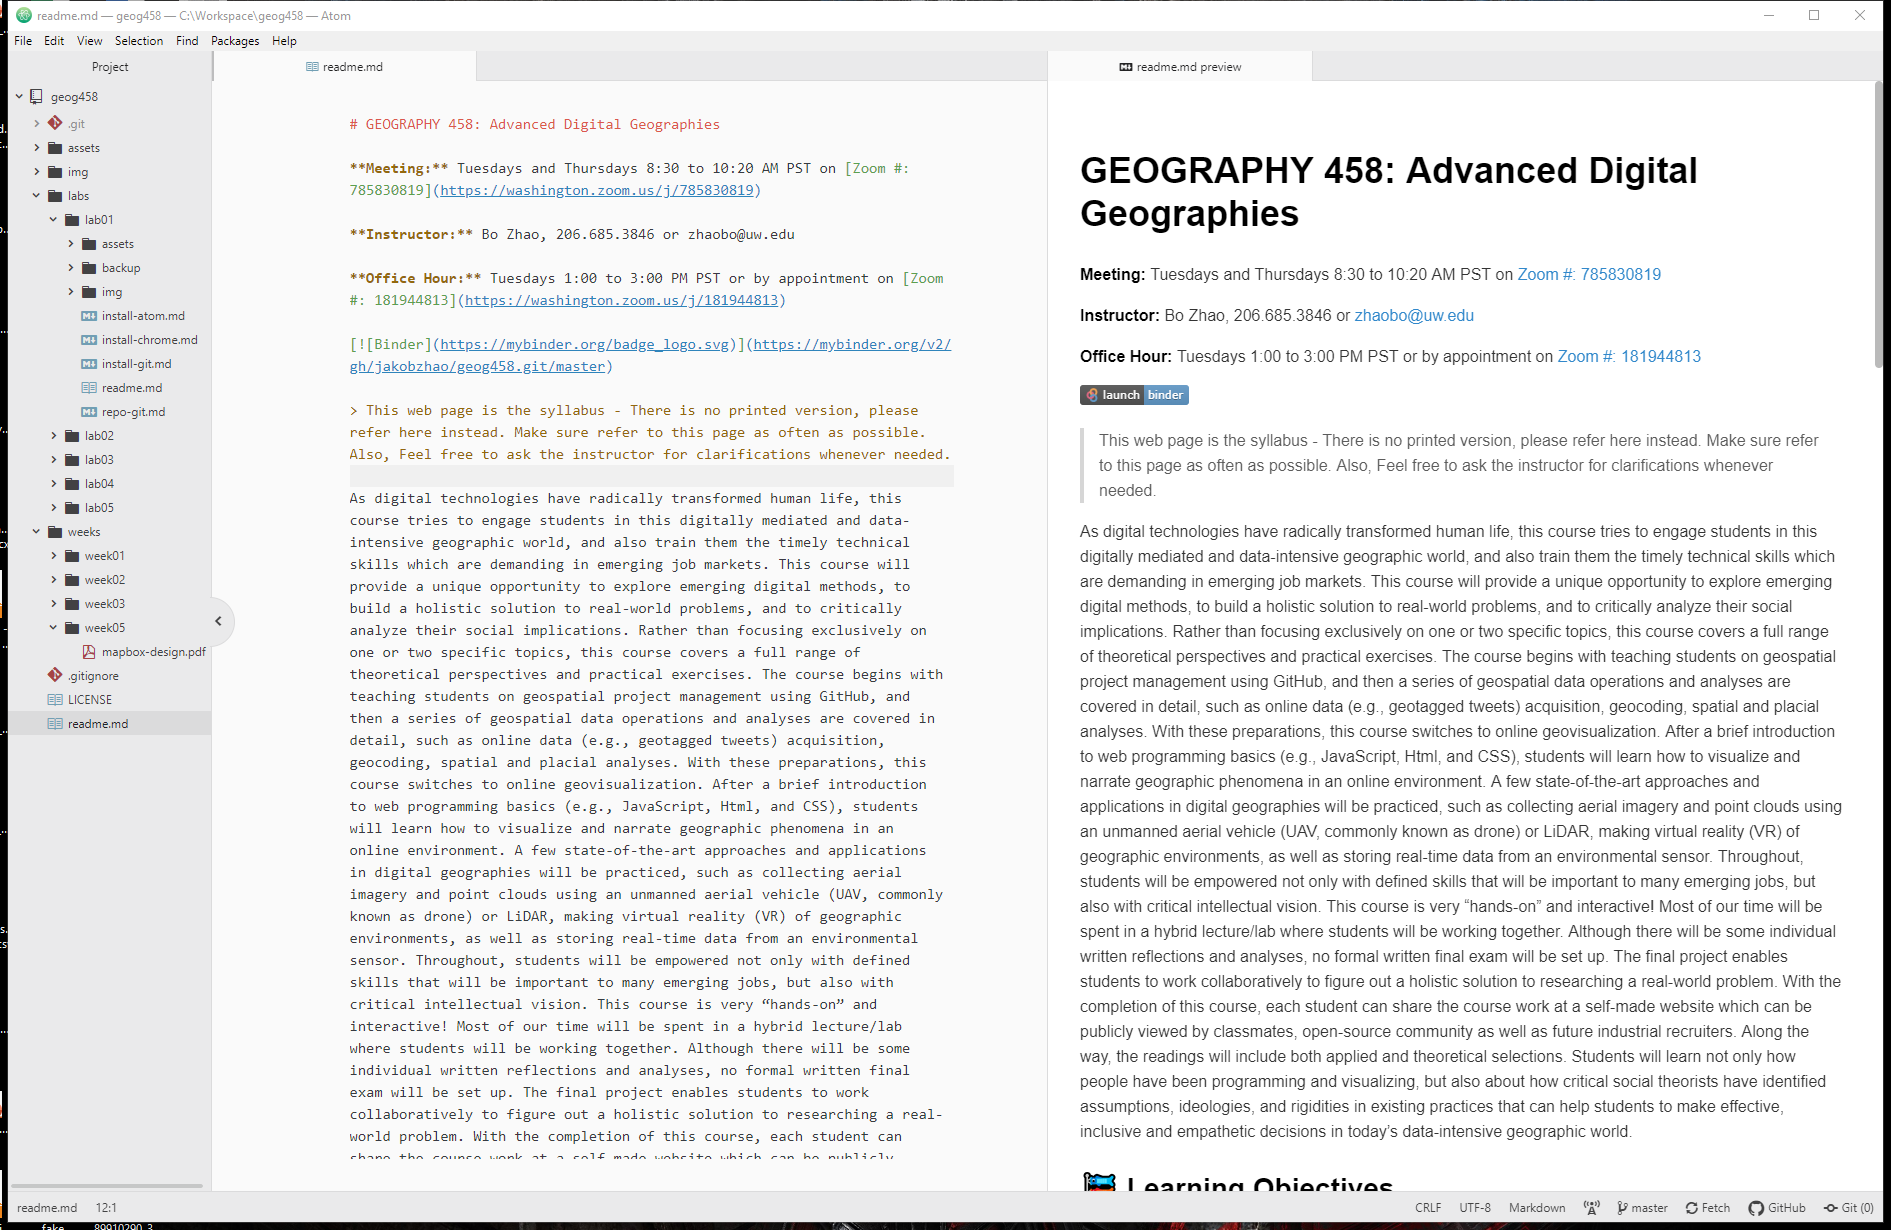 readme.md — geog458 — C:\Workspace\geog458 — Atom
File Edit View Selection Find Packages Help
Project
geog458
.git
assets
img
labs
lab01
assets
backup
img
install-atom.md
install-chrome.md
install-git.md
readme.md
repo-git.md
lab02
lab03
lab04
lab05
weeks
week01
week02
week03
week05
mapbox-design.pdf
.gitignore
LICENSE
readme.md
readme.md
# GEOGRAPHY 458: Advanced Digital Geographies
**Meeting:** Tuesdays and Thursdays 8:30 to 10:20 AM PST on [Zoom #:
785830819](https://washington.zoom.us/j/785830819)
**Instructor:** Bo Zhao, 206.685.3846 or zhaobo@uw.edu
**Office Hour:** Tuesdays 1:00 to 3:00 PM PST or by appointment on [Zoom
#: 181944813](https://washington.zoom.us/j/181944813)
[![Binder](https://mybinder.org/badge_logo.svg)](https://mybinder.org/v2/
gh/jakobzhao/geog458.git/master)
> This web page is the syllabus - There is no printed version, please
refer here instead. Make sure refer to this page as often as possible.
Also, Feel free to ask the instructor for clarifications whenever needed.
As digital technologies have radically transformed human life, this
course tries to engage students in this digitally mediated and data-
intensive geographic world, and also train them the timely technical
skills which are demanding in emerging job markets. This course will
provide a unique opportunity to explore emerging digital methods, to
build a holistic solution to real-world problems, and to critically
analyze their social implications. Rather than focusing exclusively on
one or two specific topics, this course covers a full range of
theoretical perspectives and practical exercises. The course begins with
teaching students on geospatial project management using GitHub, and
then a series of geospatial data operations and analyses are covered in
detail, such as online data (e.g., geotagged tweets) acquisition,
geocoding, spatial and placial analyses. With these preparations, this
course switches to online geovisualization. After a brief introduction
to web programming basics (e.g., JavaScript, Html, and CSS), students
will learn how to visualize and narrate geographic phenomena in an
online environment. A few state-of-the-art approaches and applications
in digital geographies will be practiced, such as collecting aerial
imagery and point clouds using an unmanned aerial vehicle (UAV, commonly
known as drone) or LiDAR, making virtual reality (VR) of geographic
environments, as well as storing real-time data from an environmental
sensor. Throughout, students will be empowered not only with defined
skills that will be important to many emerging jobs, but also with
critical intellectual vision. This course is very “hands-on” and
interactive! Most of our time will be spent in a hybrid lecture/lab
where students will be working together. Although there will be some
individual written reflections and analyses, no formal written final
exam will be set up. The final project enables students to work
collaboratively to figure out a holistic solution to researching a real-
world problem. With the completion of this course, each student can
share the course work at a self-made website which can be publicly
readme.md preview
GEOGRAPHY 458: Advanced Digital
Geographies
Meeting: Tuesdays and Thursdays 8:30 to 10:20 AM PST on Zoom #: 785830819
Instructor: Bo Zhao, 206.685.3846 or zhaobo@uw.edu
Office Hour: Tuesdays 1:00 to 3:00 PM PST or by appointment on Zoom #: 181944813
launch binder
This web page is the syllabus - There is no printed version, please refer here instead. Make sure refer
to this page as often as possible. Also, Feel free to ask the instructor for clarifications whenever
needed.
As digital technologies have radically transformed human life, this course tries to engage students in this
digitally mediated and data-intensive geographic world, and also train them the timely technical skills which
are demanding in emerging job markets. This course will provide a unique opportunity to explore emerging
digital methods, to build a holistic solution to real-world problems, and to critically analyze their social
implications. Rather than focusing exclusively on one or two specific topics, this course covers a full range
of theoretical perspectives and practical exercises. The course begins with teaching students on geospatial
project management using GitHub, and then a series of geospatial data operations and analyses are
covered in detail, such as online data (e.g., geotagged tweets) acquisition, geocoding, spatial and placial
analyses. With these preparations, this course switches to online geovisualization. After a brief introduction
to web programming basics (e.g., JavaScript, Html, and CSS), students will learn how to visualize and
narrate geographic phenomena in an online environment. A few state-of-the-art approaches and
applications in digital geographies will be practiced, such as collecting aerial imagery and point clouds using
an unmanned aerial vehicle (UAV, commonly known as drone) or LiDAR, making virtual reality (VR) of
geographic environments, as well as storing real-time data from an environmental sensor. Throughout,
students will be empowered not only with defined skills that will be important to many emerging jobs, but
also with critical intellectual vision. This course is very “hands-on” and interactive! Most of our time will be
spent in a hybrid lecture/lab where students will be working together. Although there will be some individual
written reflections and analyses, no formal written final exam will be set up. The final project enables
students to work collaboratively to figure out a holistic solution to researching a real-world problem. With the
completion of this course, each student can share the course work at a self-made website which can be
publicly viewed by classmates, open-source community as well as future industrial recruiters. Along the
way, the readings will include both applied and theoretical selections. Students will learn not only how
people have been programming and visualizing, but also about how critical social theorists have identified
assumptions, ideologies, and rigidities in existing practices that can help students to make effective,
inclusive and empathetic decisions in today’s data-intensive geographic world.
Learning Objectives
readme.md 12:1
CRLF UTF-8 Markdown master Fetch GitHub Git (0)
fake 89910290 3